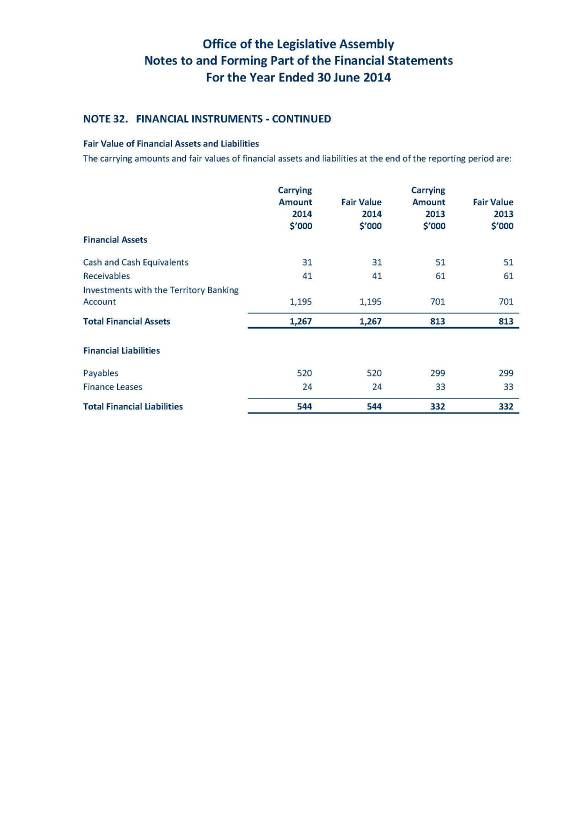 Office of the Legislative Assembly
Notes to and Forming Part of the Financial Statements
For the Year Ended 30 June 2014
NOTE 32. FINANCIAL INSTRUMENTS - CONTINUED
Fair Value of Financial Assets and Liabilities
The carrying amounts and fair values of financial assets and liabilities at the end of the reporting period are:
Carrying Carrying
Amount Fair Value Amount Fair Value
2014 2014 2013 2013
$'000 $'000 $'000 $'000
Financial Assets
Cash and Cash Equivalents 31 31 51 51
Receivables 41 41 61 61
Investments with the Territory Banking
Account 1,195 1,195 701 701
Total Financial Assets 1,267 1,267 813 813
Financial Liabilities
Payables 520 520 299 299
Finance Leases 24 24 33 33
Total Financial Liabilities 544 544 332 332